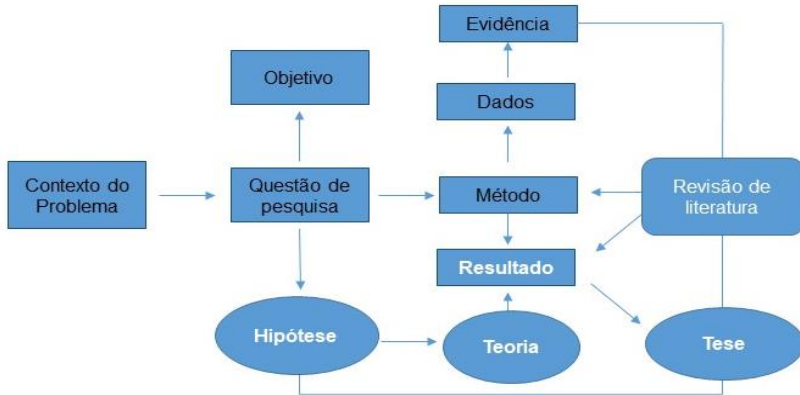 Evidência
Objetivo
Dados
Contexto do
Problema
Questão de
pesquisa
Método
Revisão de
literatura
Resultado
Hipótese
Teoria
Tese